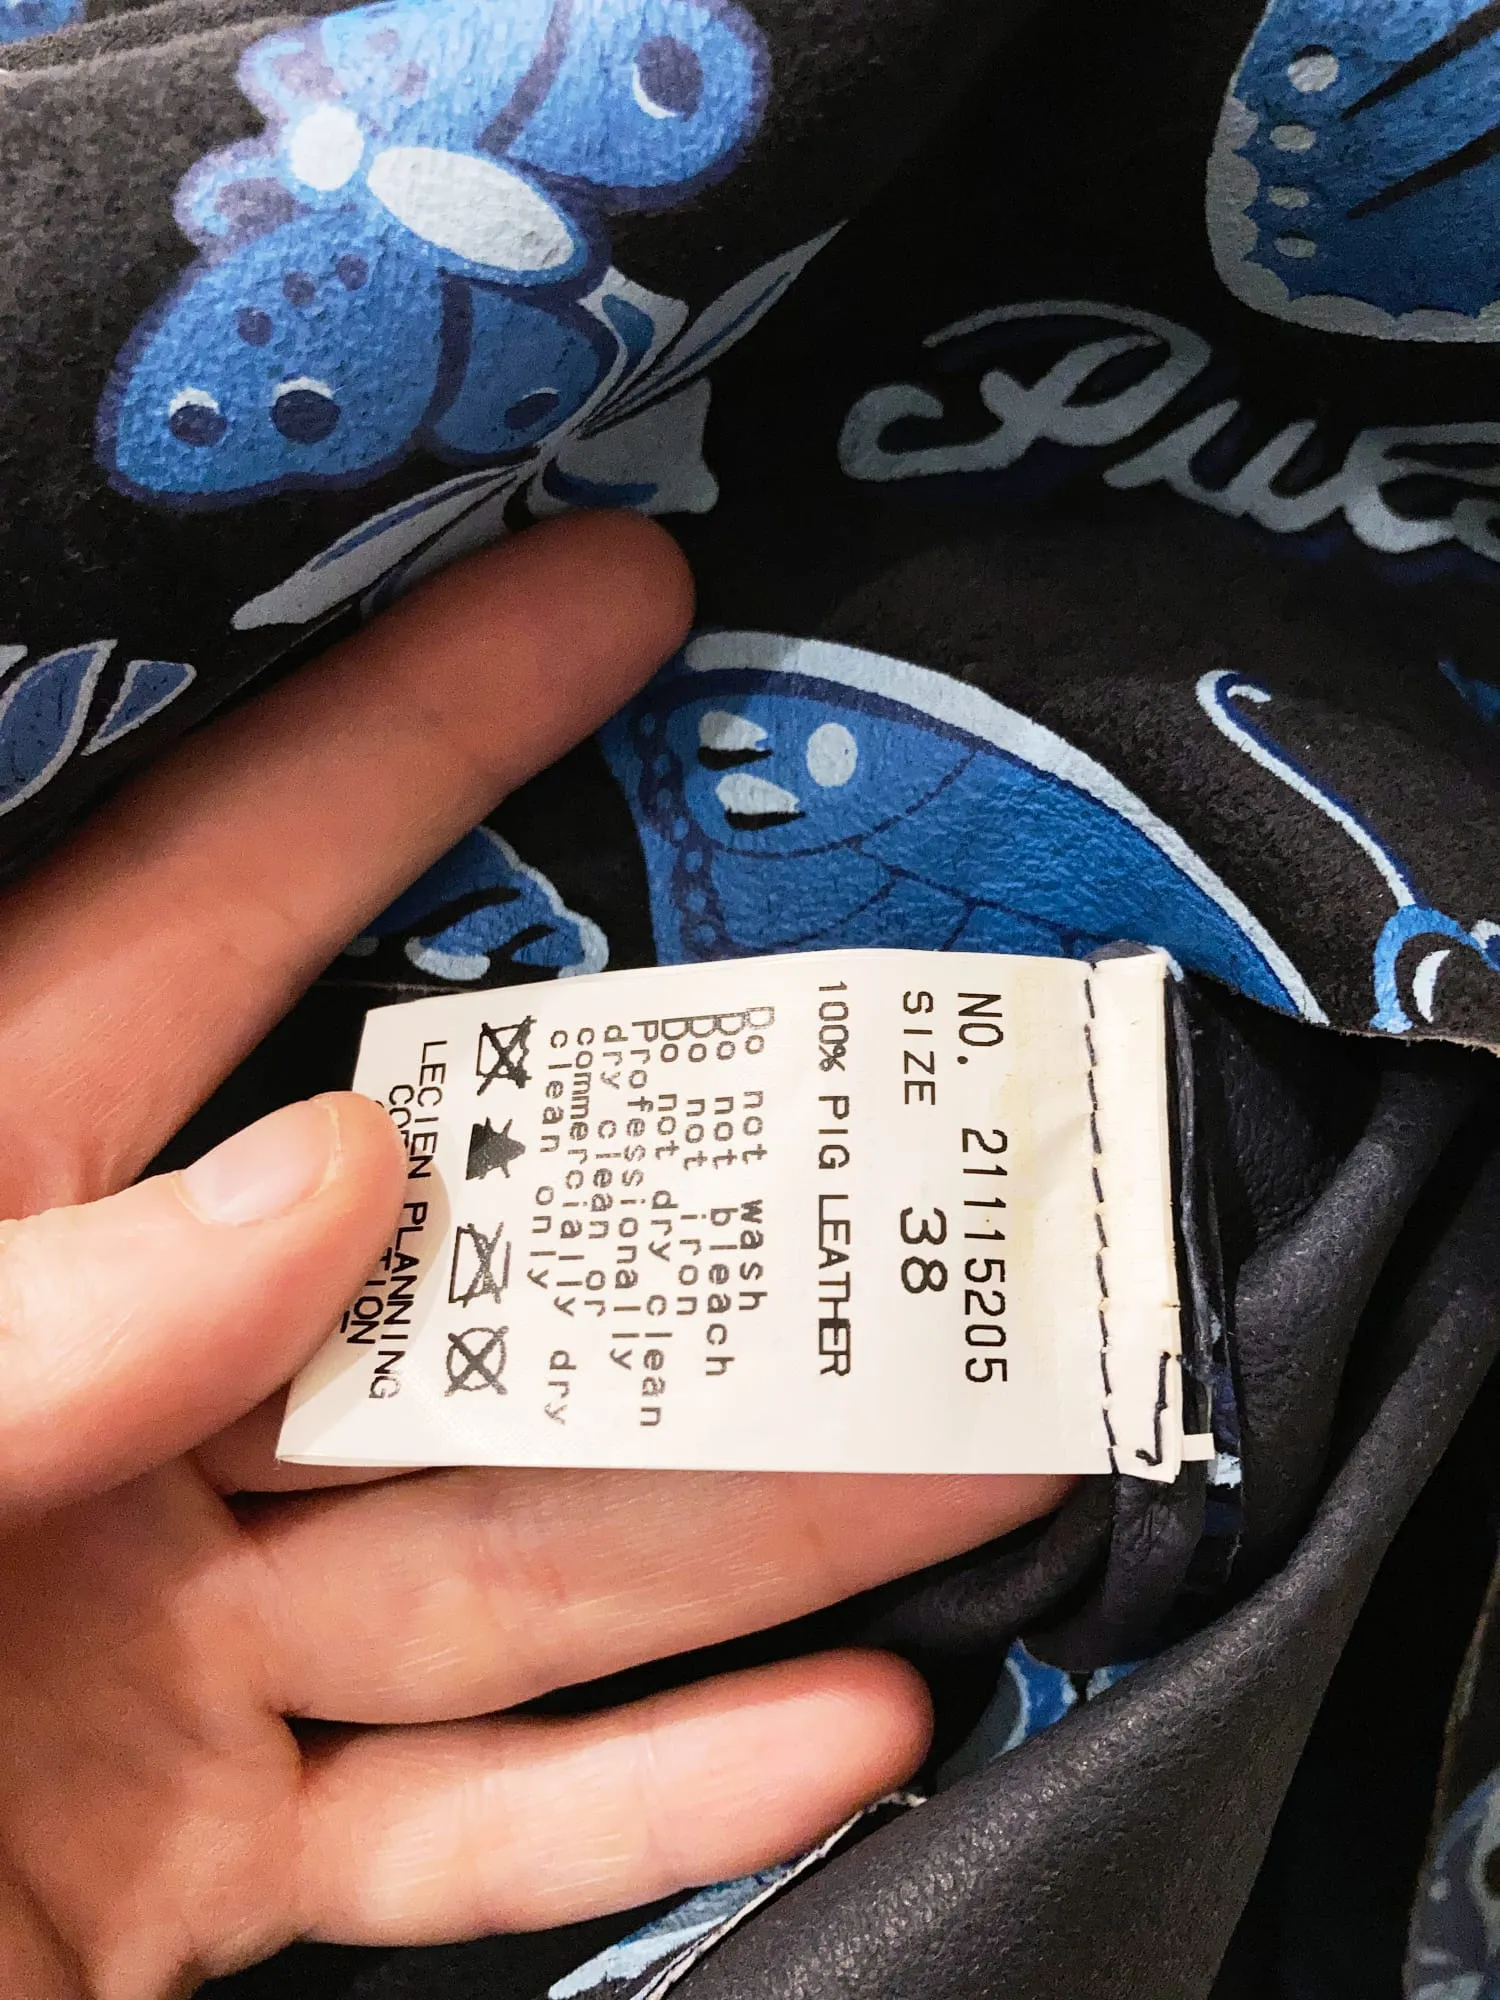 NO. 21115205
SIZE 38
100% PIG LEATHER
Do not wash
Do not bleach
Do not iron
Do not dry clean
Professionally
dry clean or
commercially dry
clean only
LECIEN PLANNING